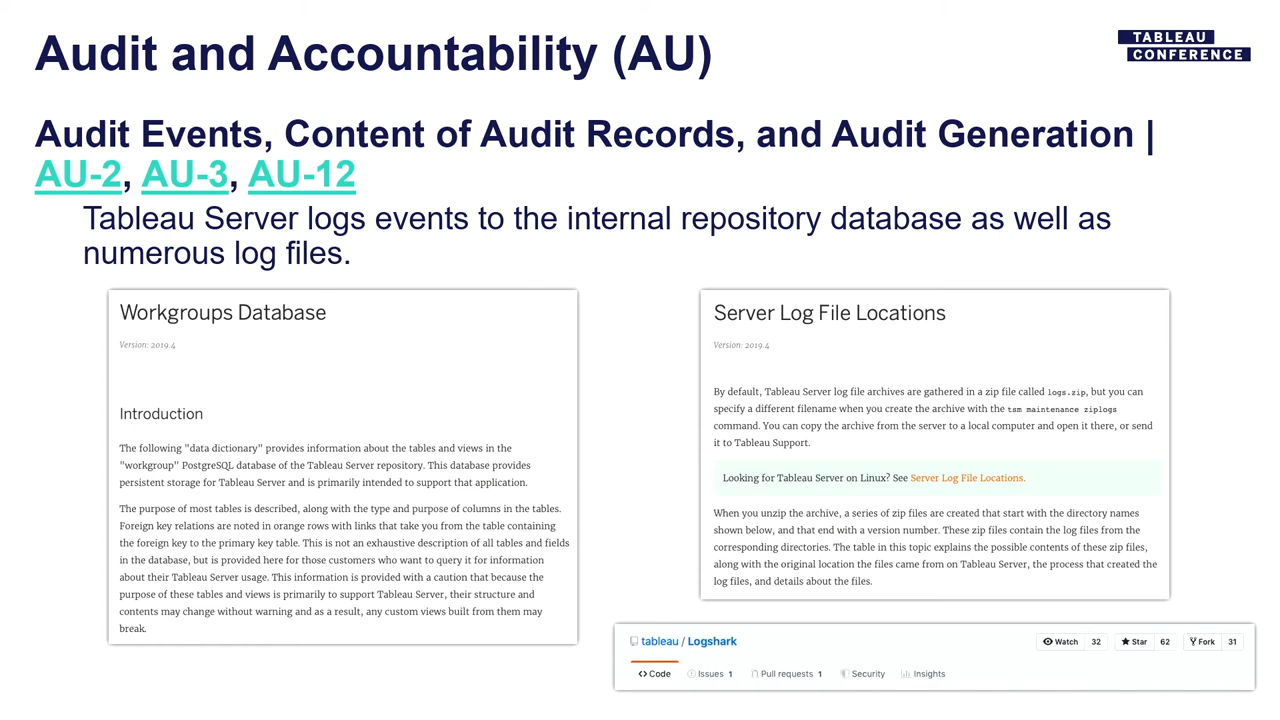 Audit and Accountability (AU)
TABLEAU
CONFERENCE
Audit Events, Content of Audit Records, and Audit Generation |
AU-2, AU-3, AU-12
Tableau Server logs events to the internal repository database as well as
numerous log files.
Workgroups Database
Version: 2019.4
Introduction
The following "data dictionary" provides information about the tables and views in the
"workgroup" PostgreSQL database of the Tableau Server repository. This database provides
persistent storage for Tableau Server and is primarily intended to support that application.
The purpose of most tables is described, along with the type and purpose of columns in the tables.
Foreign key relations are noted in orange rows with links that take you from the table containing
the foreign key to the primary key table. This is not an exhaustive description of all tables and fields
in the database, but is provided here for those customers who want to query it for information
about their Tableau Server usage. This information is provided with a caution that because the
purpose of these tables and views is primarily to support Tableau Server, their structure and
contents may change without warning and as a result, any custom views built from them may
break.
Server Log File Locations
Version: 2019.4
By default, Tableau Server log file archives are gathered in a zip file called logs.zip, but you can
specify a different filename when you create the archive with the tsm maintenance ziplogs
command. You can copy the archive from the server to a local computer and open it there, or send
it to Tableau Support.
Looking for Tableau Server on Linux? See Server Log File Locations.
When you unzip the archive, a series of zip files are created that start with the directory names
shown below, and that end with a version number. These zip files contain the log files from the
corresponding directories. The table in this topic explains the possible contents of these zip files,
along with the original location the files came from on Tableau Server, the process that created the
log files, and details about the files.
tableau / Logshark
Watch 32 Star 62 Fork 31
<> Code Issues 1 Pull requests 1 Security Insights